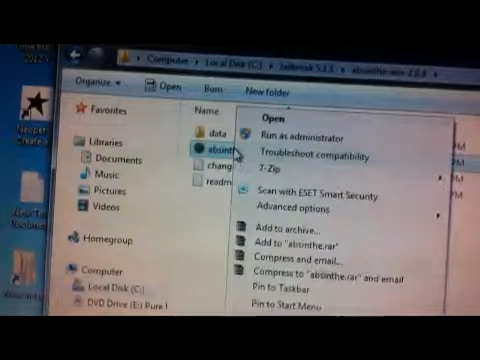 Computer
Local Disk (C:)
Jailbreak 5.1.1
absinthe-win-2.0.4
Organize
Open
Burn
New folder
Favorites
Libraries
Documents
Music
Pictures
Videos
Homegroup
Computer
Local Disk (C:)
DVD Drive (E:) Pure I
Name
data
absint
chang
readm
Open
Run as administrator
Troubleshoot compatibility
7-Zip
Scan with ESET Smart Security
Advanced options
Add to archive...
Add to "absinthe.rar"
Compress and email...
Compress to "absinthe.rar" and email
Pin to Taskbar
Pin to Start Menu
PM
PM
PM